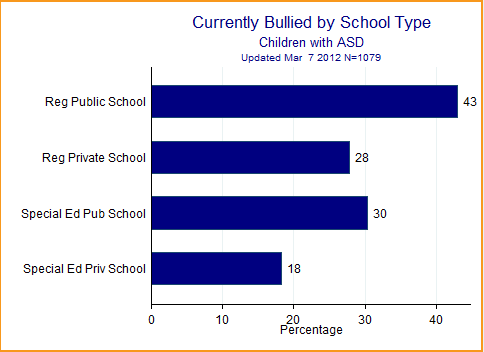 Currently Bullied by School Type
Children with ASD
Updated Mar 7 2012 N=1079
Reg Public School 43
Reg Private School 28
Special Ed Pub School 30
Special Ed Priv School 18
0 10 20 30 40
Percentage